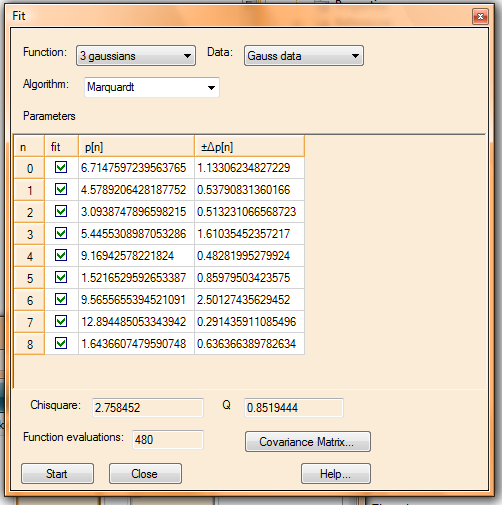 Fit
Function: 3 gaussians Data: Gauss data
Algorithm: Marquardt
Parameters
n fit p[n] ±Δp[n]
0 6.7147597239563765 1.13306234827229
1 4.5789206428187752 0.53790831360166
2 3.0938747896598215 0.513231066568723
3 5.4455308987053286 1.61035452357217
4 9.16942578221824 0.48281995279924
5 1.5216529592653387 0.85979503423575
6 9.5655655394521091 2.50127435629452
7 12.894485053343942 0.291435911085496
8 1.6436607479590748 0.636366389782634
Chisquare: 2.758452 Q 0.8519444
Function evaluations: 480 Covariance Matrix...
Start Close Help...